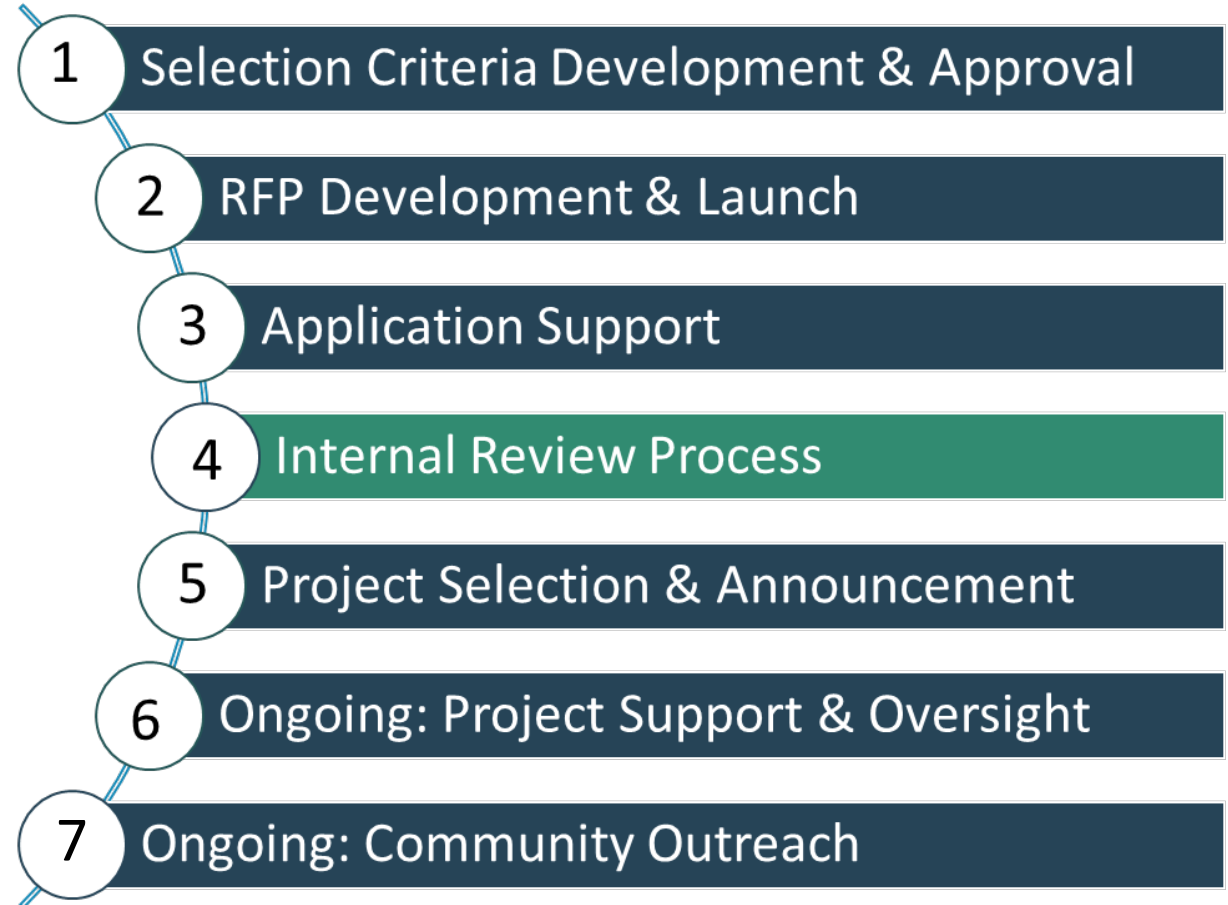 1 Selection Criteria Development & Approval
2 RFP Development & Launch
3 Application Support
4 Internal Review Process
5 Project Selection & Announcement
6 Ongoing: Project Support & Oversight
7 Ongoing: Community Outreach